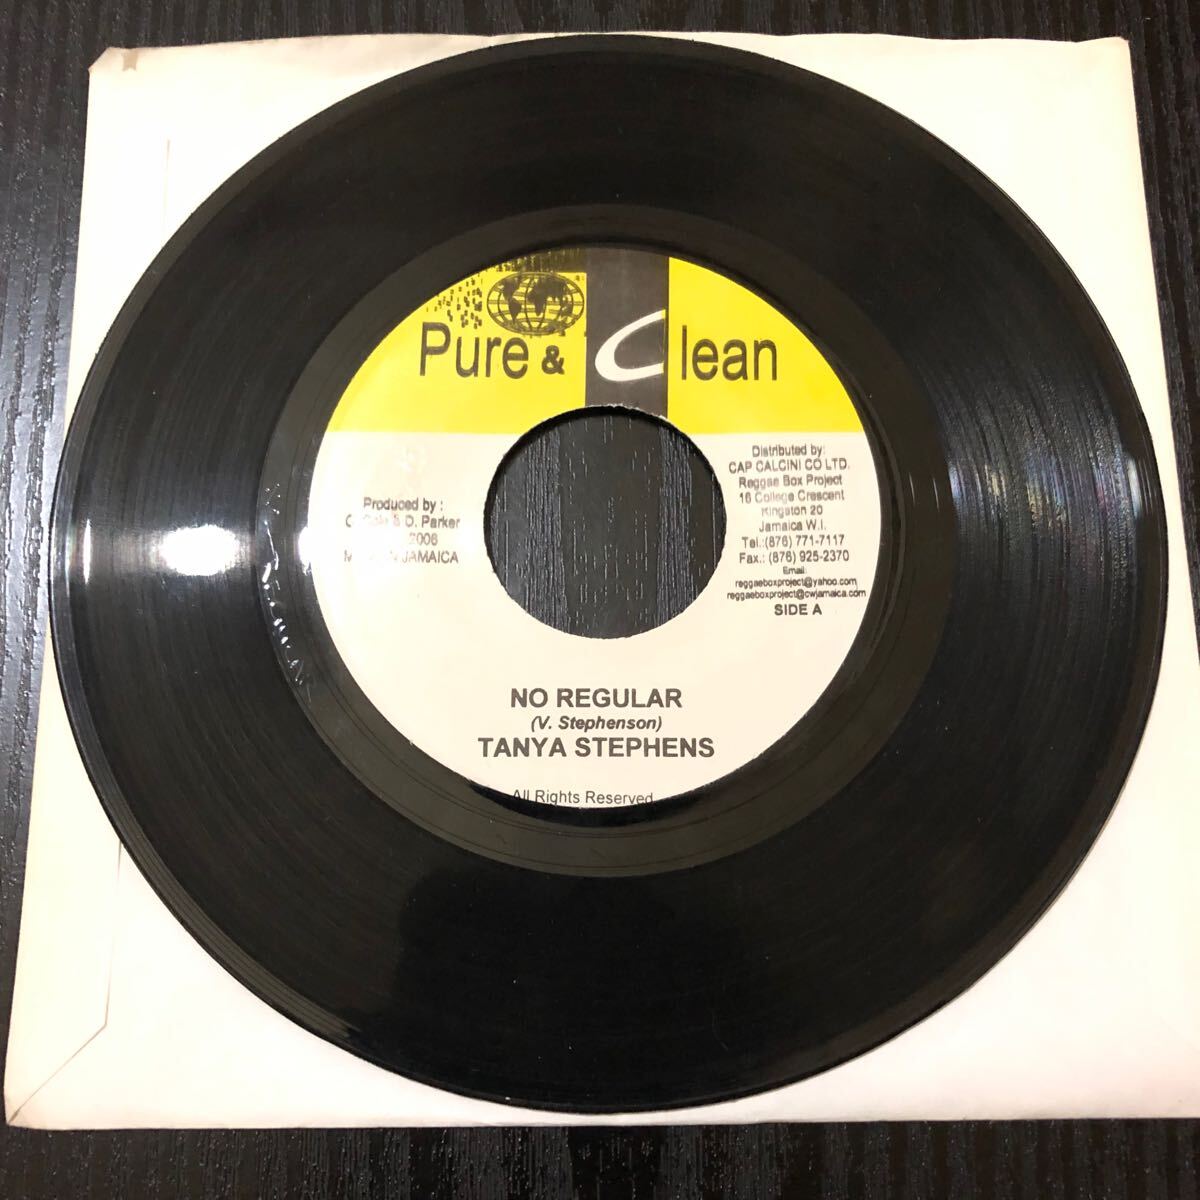 Pure & Clean
Produced by :
& D. Parker
2006
JAMAICA
Distributed by:
CAP CALCINI CO LTD.
Reggae Box Project
16 College Crescent
Kingston 20
Jamaica W.I.
Tel.:(876) 771-7117
Fax.: (876) 925-2370
Email:
reggaeboxproject@yahoo.com
reggaeboxproject@cwjamaica.com
SIDE A
NO REGULAR
(V. Stephenson)
TANYA STEPHENS
All Rights Reserved